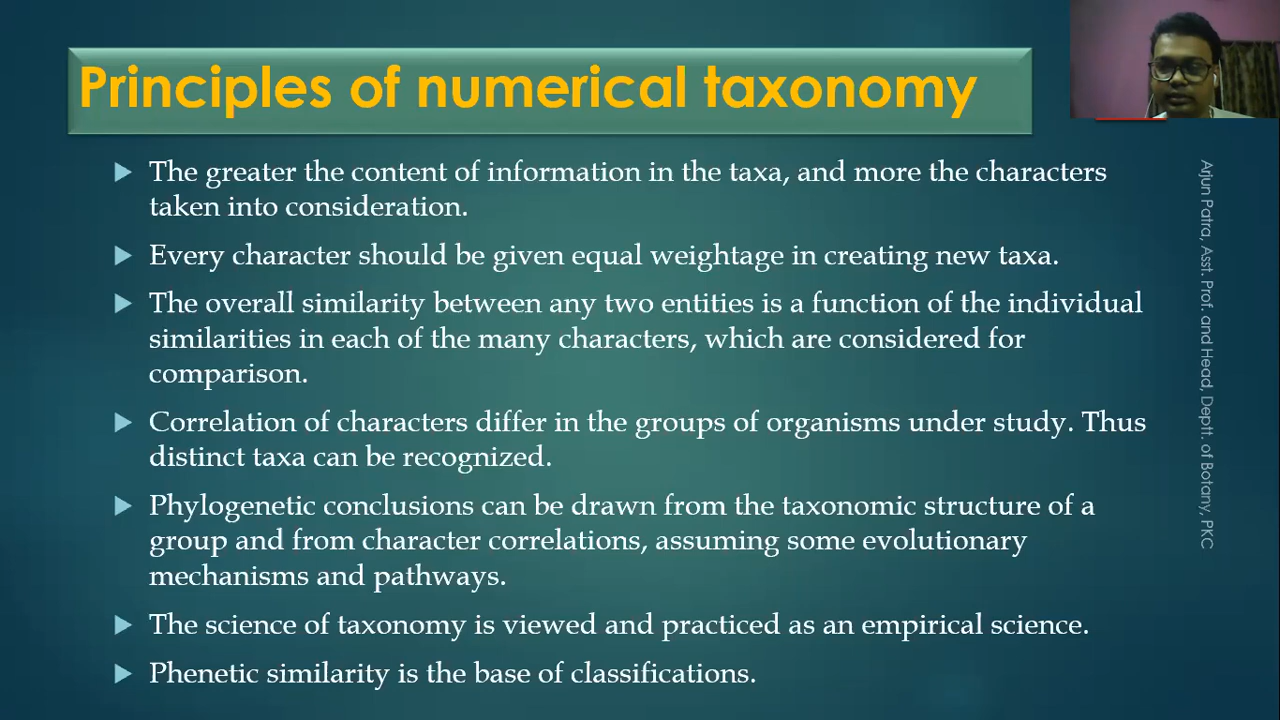 Principles of numerical taxonomy
The greater the content of information in the taxa, and more the characters
taken into consideration.
Every character should be given equal weightage in creating new taxa.
The overall similarity between any two entities is a function of the individual
similarities in each of the many characters, which are considered for
comparison.
Correlation of characters differ in the groups of organisms under study. Thus
distinct taxa can be recognized.
Phylogenetic conclusions can be drawn from the taxonomic structure of a
group and from character correlations, assuming some evolutionary
mechanisms and pathways.
The science of taxonomy is viewed and practiced as an empirical science.
Phenetic similarity is the base of classifications.
Arjun Patra, Asst. Prof. and Head, Deptt. of Botany, PKC